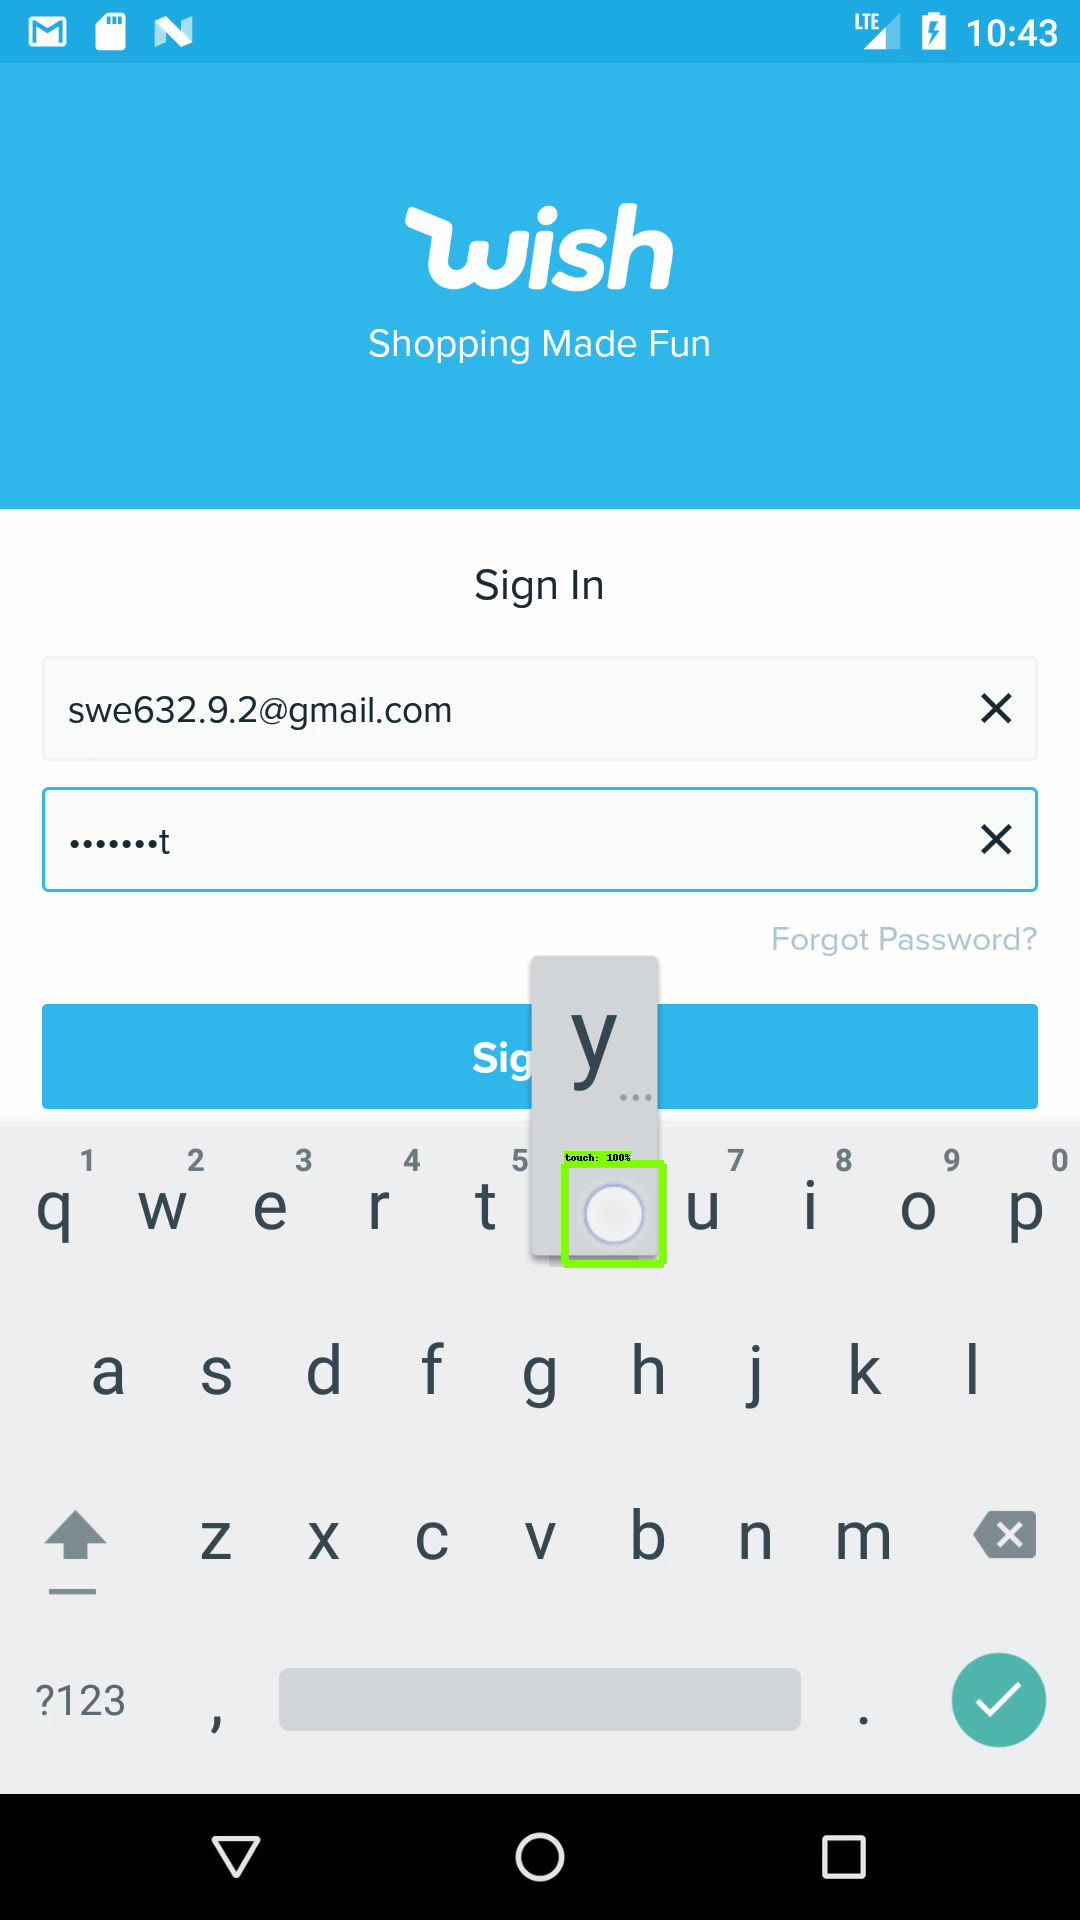 LTE 10:43
wish
Shopping Made Fun
Sign In
swe632.9.2@gmail.com
•••••••t
Forgot Password?
Sig
y
...
touch: 100%
1 2 3 4 5 7 8 9 0
q w e r t u i o p
a s d f g h j k l
z x c v b n m
?123 , .